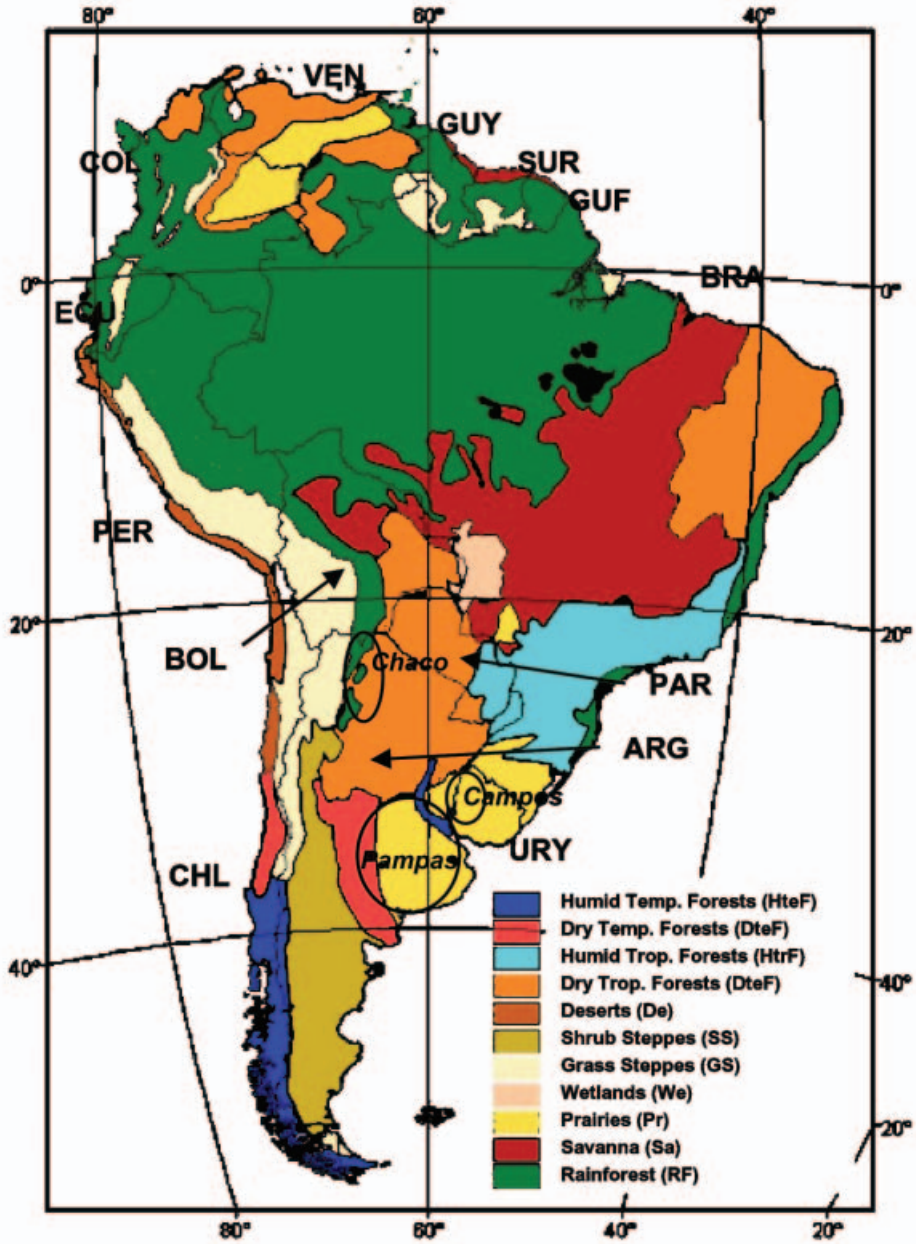 80° 60° 40°
VEN
GUY
COL
SUR
GUF
BRA
0° 0°
ECU
PER
20° 20°
BOL
Chaco
PAR
ARG
Campos
Pampas
URY
CHL
Humid Temp. Forests (HteF)
Dry Temp. Forests (DteF)
Humid Trop. Forests (HtrF)
Dry Trop. Forests (DteF)
Deserts (De)
Shrub Steppes (SS)
Grass Steppes (GS)
Wetlands (We)
Prairies (Pr)
Savanna (Sa)
Rainforest (RF)
40° 40°
20°
80° 60° 40° 20°